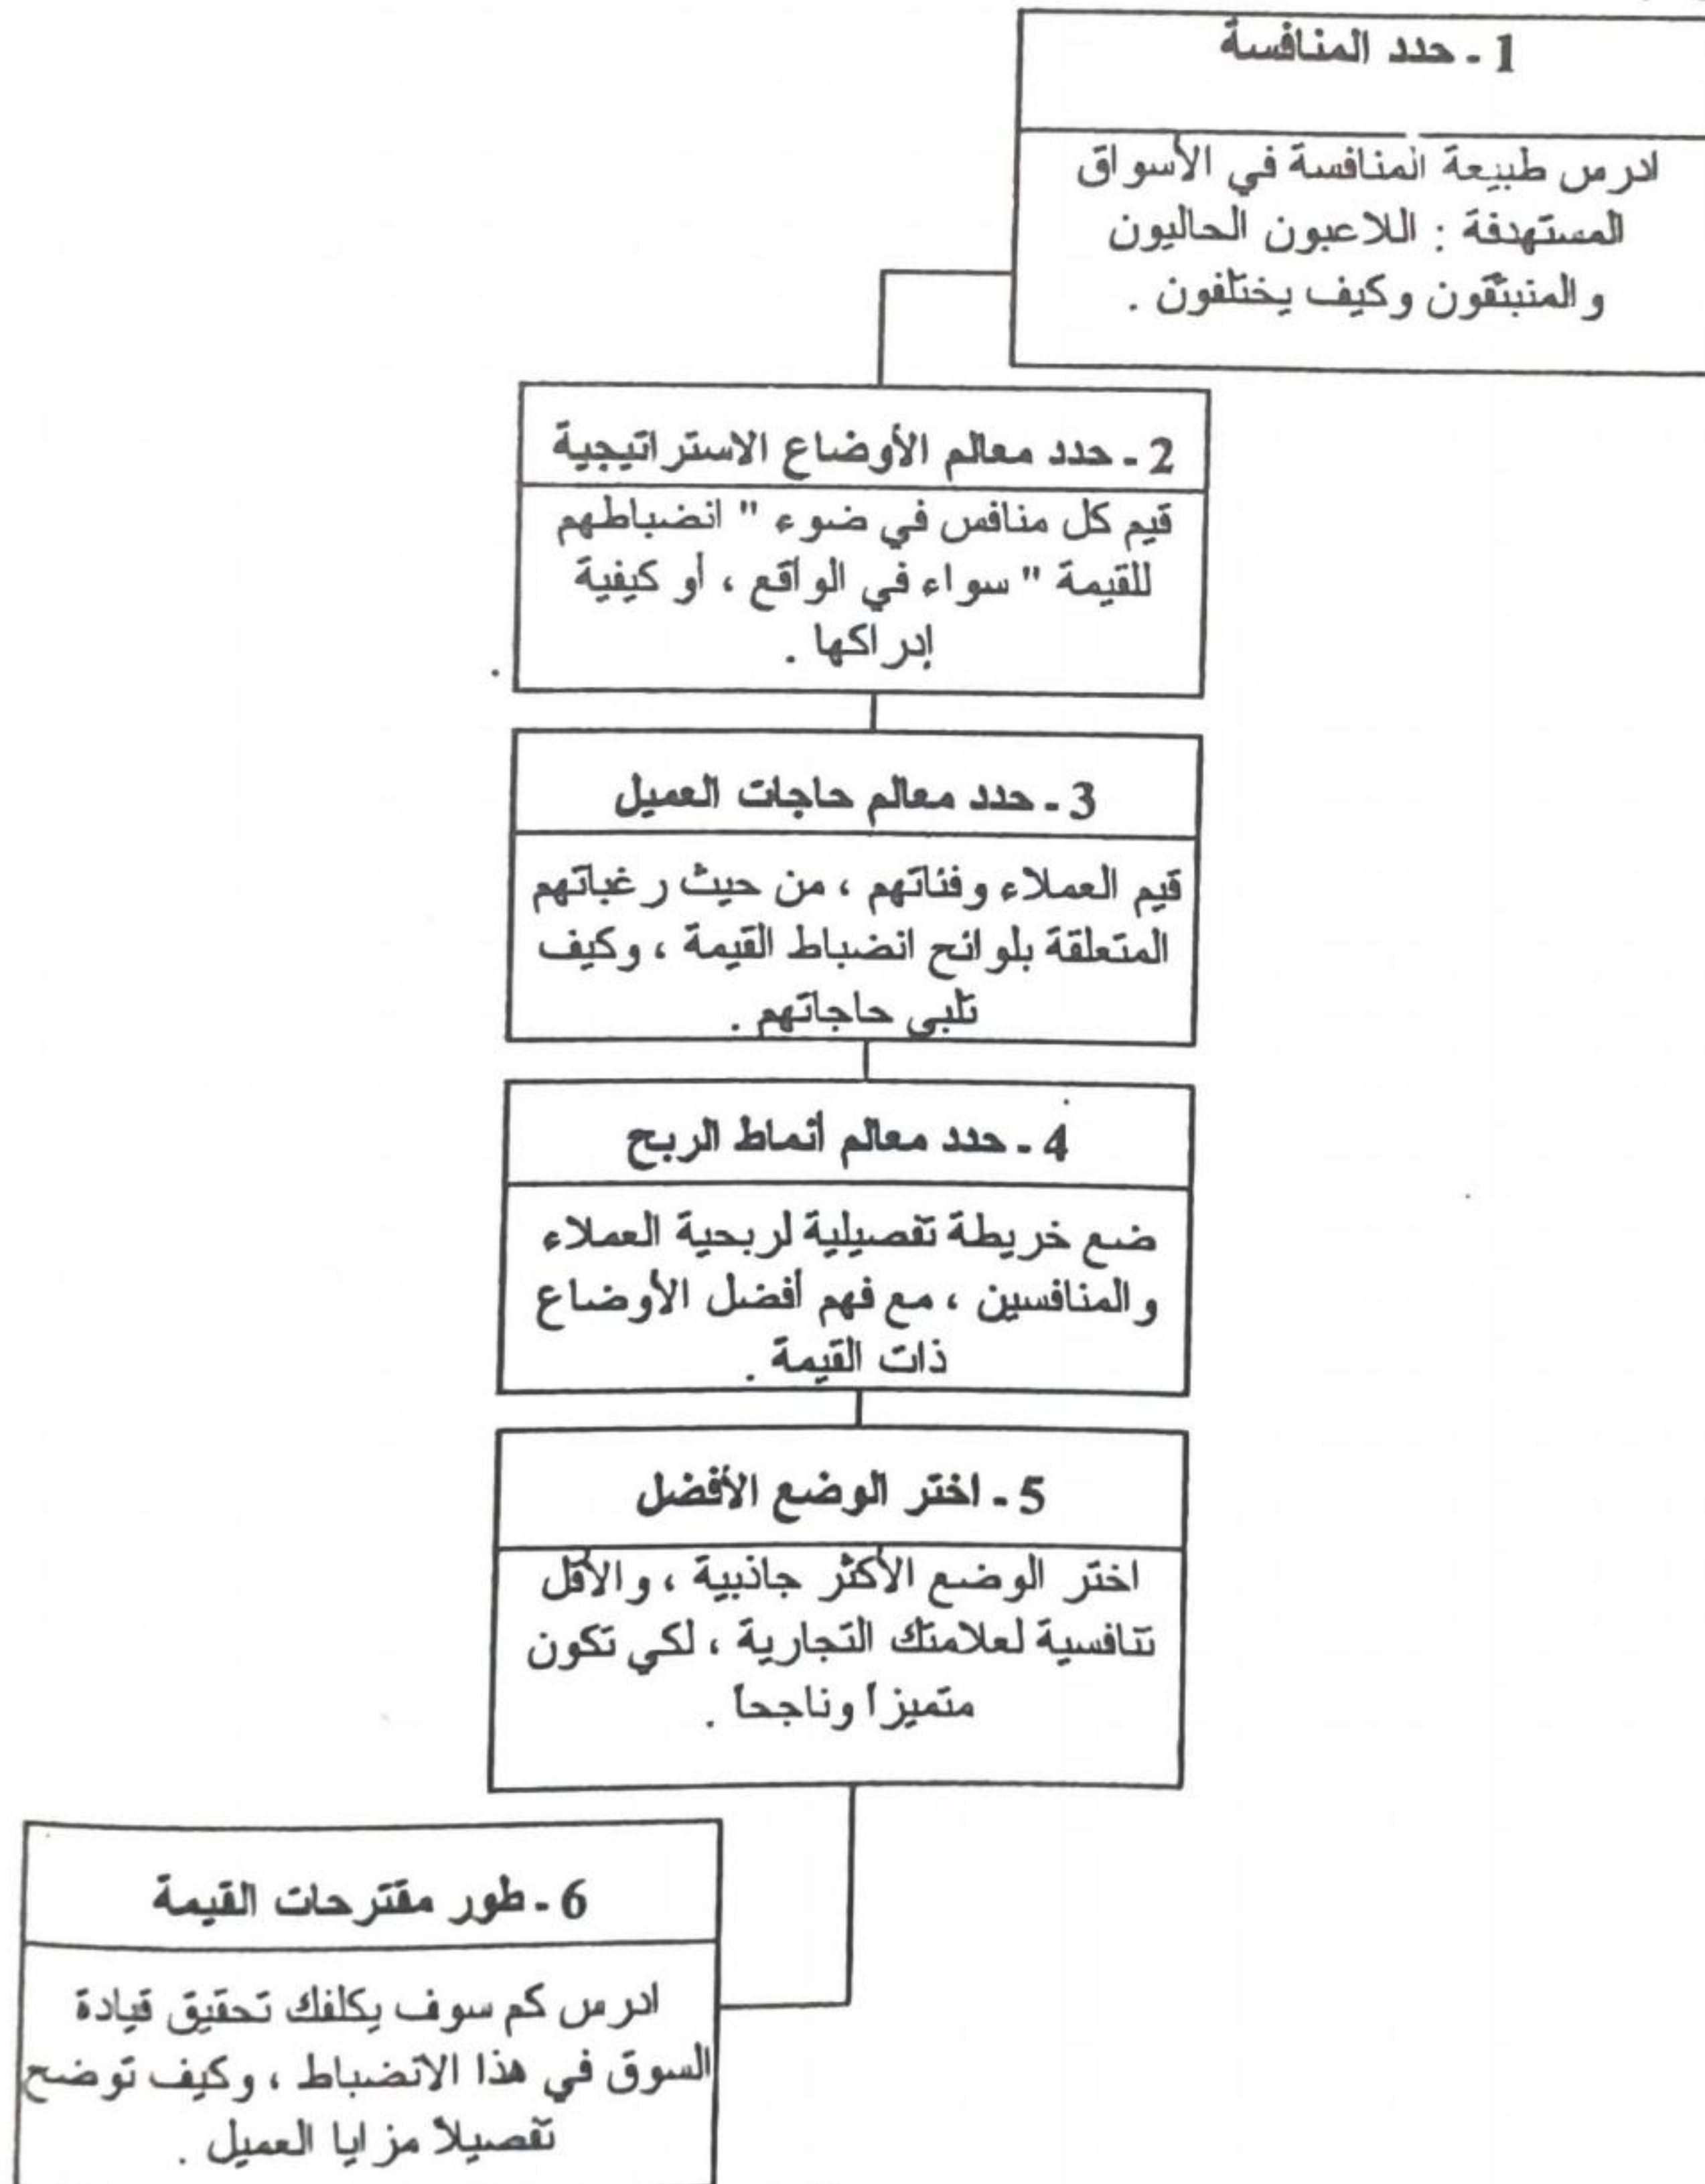 1 - حدد المنافسة
ادرس طبيعة المنافسة في الأسواق
المستهدفة : اللاعبون الحاليون
والمنبثقون وكيف يختلفون .
2 - حدد معالم الأوضاع الاستراتيجية
قيم كل منافس في ضوء " انضباطهم
للقيمة " سواء في الواقع ، أو كيفية
إدراكها .
3 - حدد معالم حاجات العميل
قيم العملاء وفئاتهم ، من حيث رغباتهم
المتعلقة بلوائح انضباط القيمة ، وكيف
تلبي حاجاتهم .
4 - حدد معالم أنماط الربح
ضع خريطة تفصيلية لربحية العملاء
والمنافسين ، مع فهم أفضل الأوضاع
ذات القيمة .
5 - اختر الوضع الأفضل
اختر الوضع الأكثر جاذبية ، والأقل
تنافسية لعلامتك التجارية ، لكي تكون
متميزاً وناجحاً .
6 - طور مقترحات القيمة
ادرس كم سوف يكلفك تحقيق قيادة
السوق في هذا الانضباط ، وكيف توضح
تفصيلاً مزايا العميل .